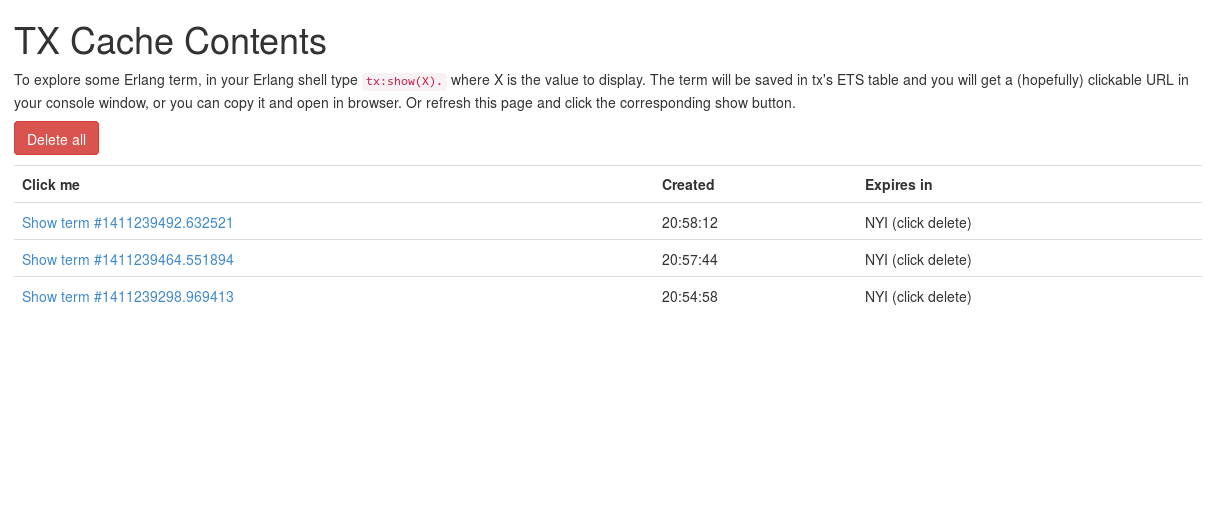 TX Cache Contents
To explore some Erlang term, in your Erlang shell type tx:show(X). where X is the value to display. The term will be saved in tx's ETS table and you will get a (hopefully) clickable URL in
your console window, or you can copy it and open in browser. Or refresh this page and click the corresponding show button.
Delete all
Click me Created Expires in
Show term #1411239492.632521 20:58:12 NYI (click delete)
Show term #1411239464.551894 20:57:44 NYI (click delete)
Show term #1411239298.969413 20:54:58 NYI (click delete)